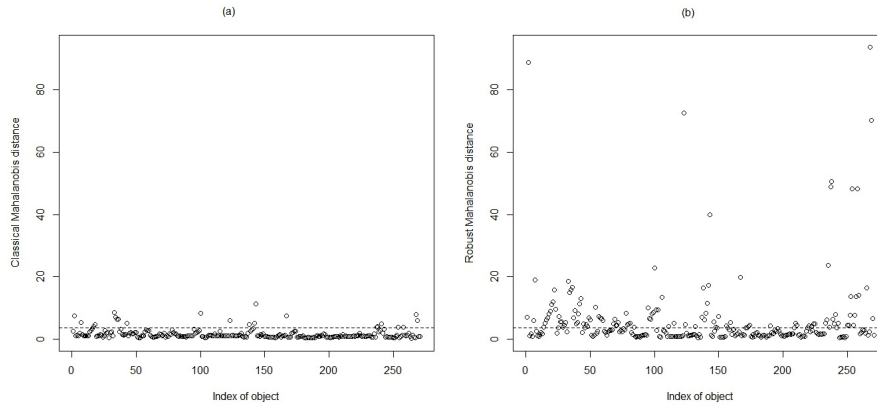 (a)
Classical Mahalanobis distance
80
60
40
20
0
0 50 100 150 200 250
Index of object
(b)
Robust Mahalanobis distance
80
60
40
20
0
0 50 100 150 200 250
Index of object